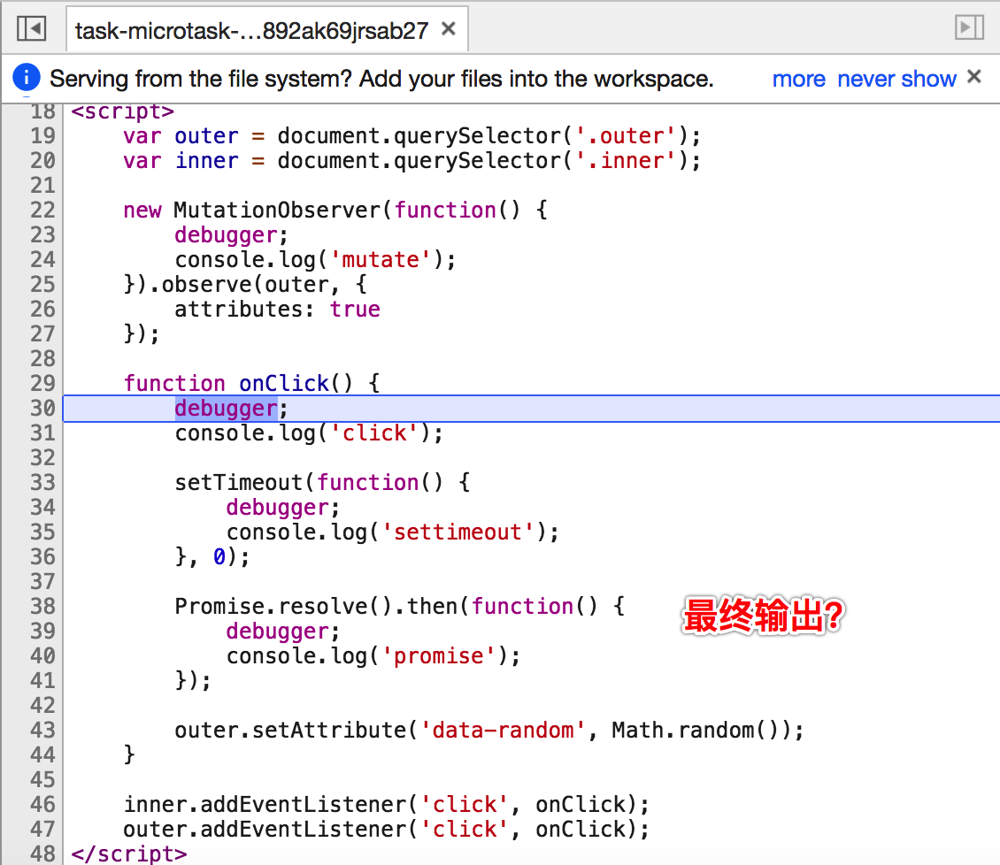 task-microtask-...892ak69jrsab27 ×
i Serving from the file system? Add your files into the workspace. more never show ×
18 <script>
19     var outer = document.querySelector('.outer');
20     var inner = document.querySelector('.inner');
21
22     new MutationObserver(function() {
23         debugger;
24         console.log('mutate');
25     }).observe(outer, {
26         attributes: true
27     });
28
29     function onClick() {
30         debugger;
31         console.log('click');
32
33         setTimeout(function() {
34             debugger;
35             console.log('settimeout');
36         }, 0);
37
38         Promise.resolve().then(function() { 最终输出?
39             debugger;
40             console.log('promise');
41         });
42
43         outer.setAttribute('data-random', Math.random());
44     }
45
46     inner.addEventListener('click', onClick);
47     outer.addEventListener('click', onClick);
48 </script>